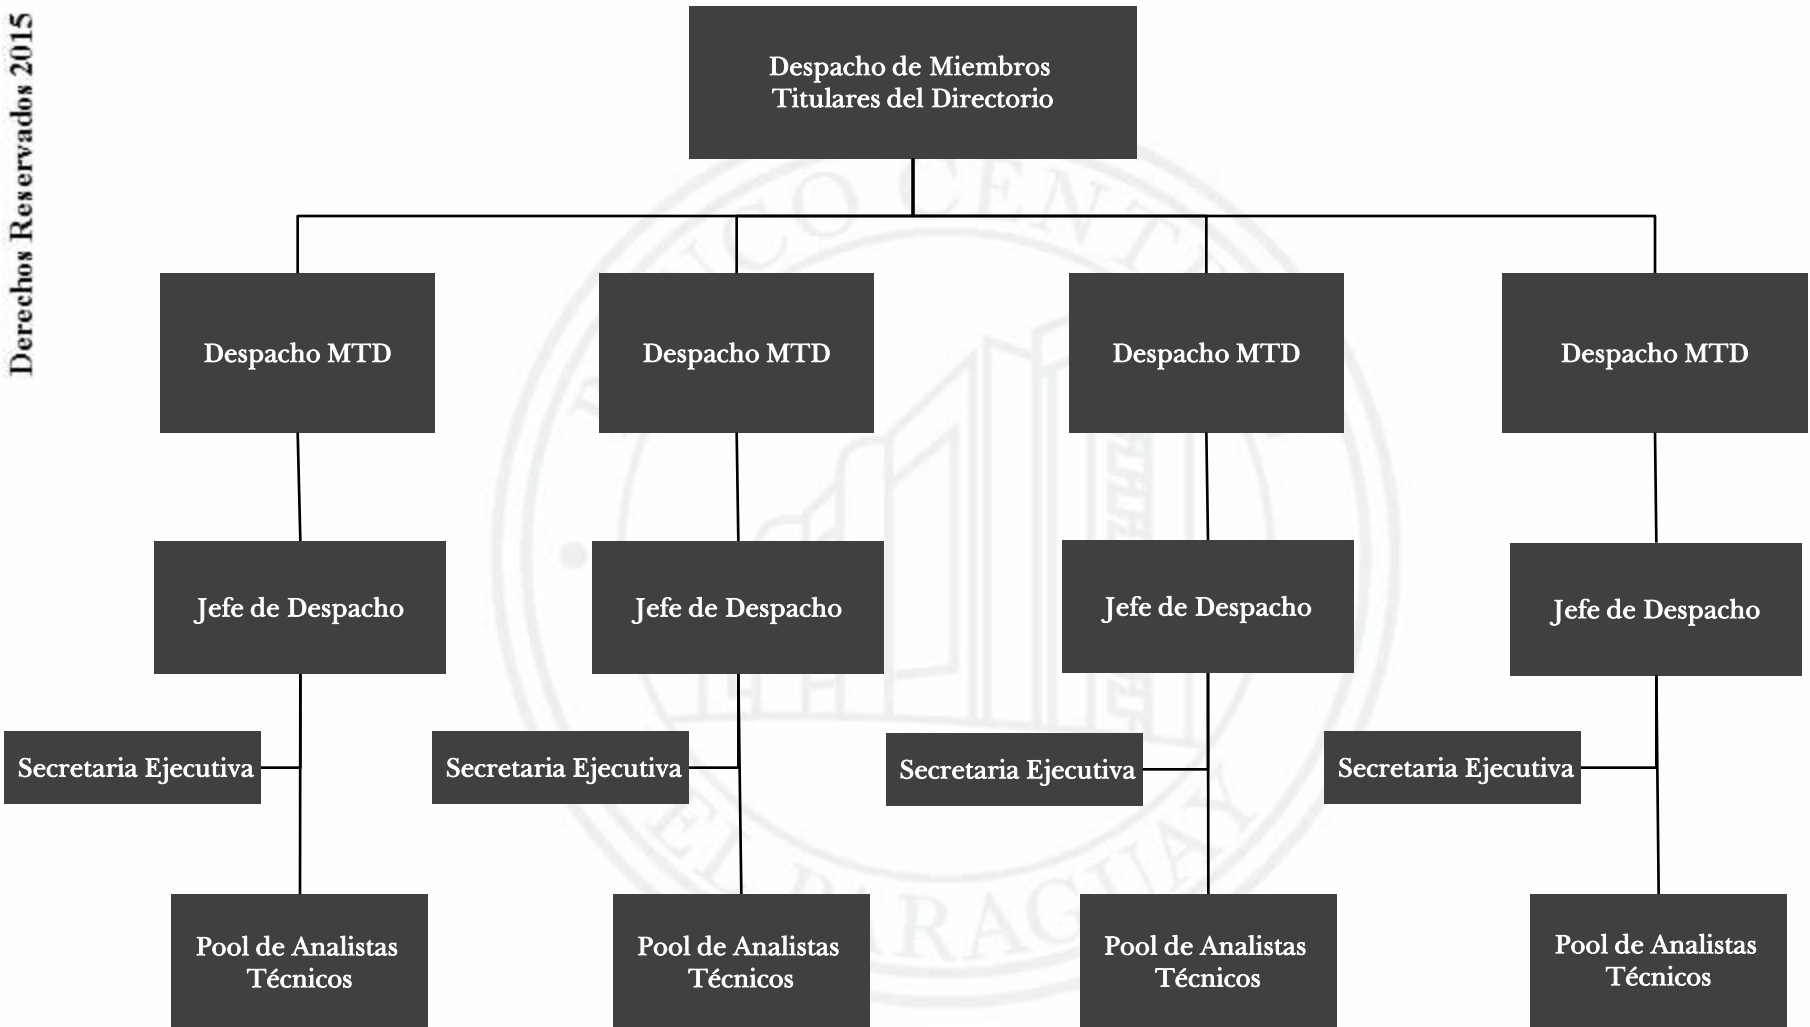 Derechos Reservados 2015
Despacho de Miembros
Titulares del Directorio
Despacho MTD
Despacho MTD
Despacho MTD
Despacho MTD
Jefe de Despacho
Jefe de Despacho
Jefe de Despacho
Jefe de Despacho
Secretaria Ejecutiva
Secretaria Ejecutiva
Secretaria Ejecutiva
Secretaria Ejecutiva
Pool de Analistas
Técnicos
Pool de Analistas
Técnicos
Pool de Analistas
Técnicos
Pool de Analistas
Técnicos